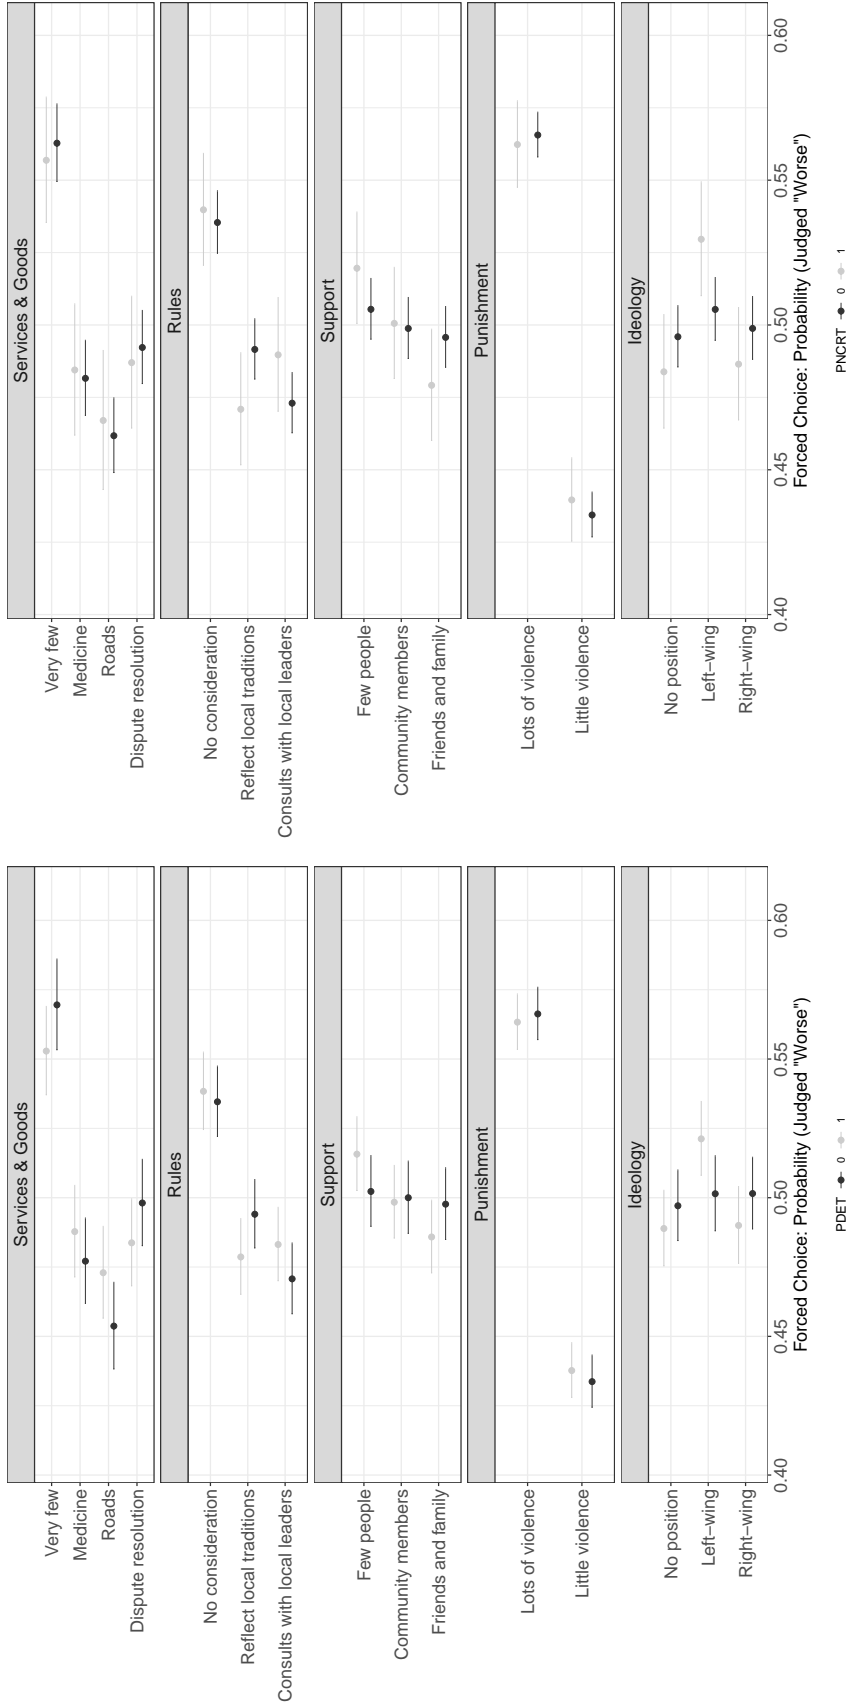 Services & Goods
Very few
Medicine
Roads
Dispute resolution
Rules
No consideration
Reflect local traditions
Consults with local leaders
Support
Few people
Community members
Friends and family
Punishment
Lots of violence
Little violence
Ideology
No position
Left−wing
Right−wing
0.40 0.45 0.50 0.55 0.60
Forced Choice: Probability (Judged "Worse")
PDET 0 1
Services & Goods
Very few
Medicine
Roads
Dispute resolution
Rules
No consideration
Reflect local traditions
Consults with local leaders
Support
Few people
Community members
Friends and family
Punishment
Lots of violence
Little violence
Ideology
No position
Left−wing
Right−wing
0.40 0.45 0.50 0.55 0.60
Forced Choice: Probability (Judged "Worse")
PNCRT 0 1